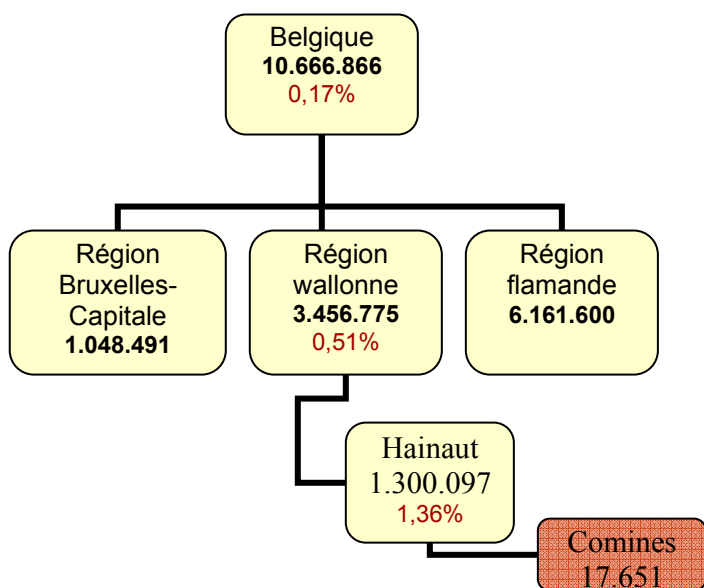 Belgique
10.666.866
0,17%
Région
Bruxelles-
Capitale
1.048.491
Région
wallonne
3.456.775
0,51%
Région
flamande
6.161.600
Hainaut
1.300.097
1,36%
Comines
17.651